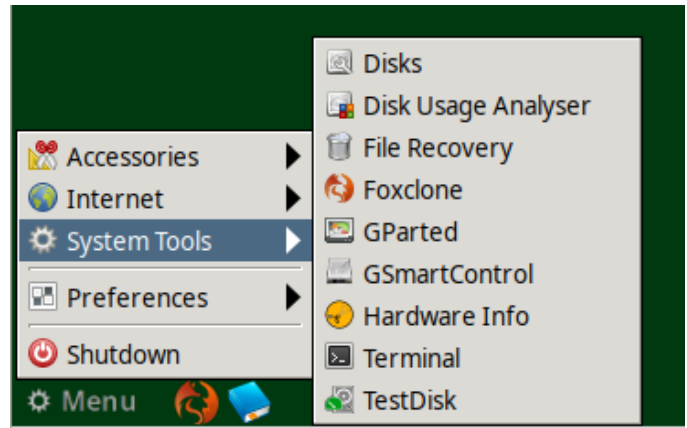 Accessories
Internet
System Tools
Preferences
Shutdown
Menu
Disks
Disk Usage Analyser
File Recovery
Foxclone
GParted
GSmartControl
Hardware Info
Terminal
TestDisk